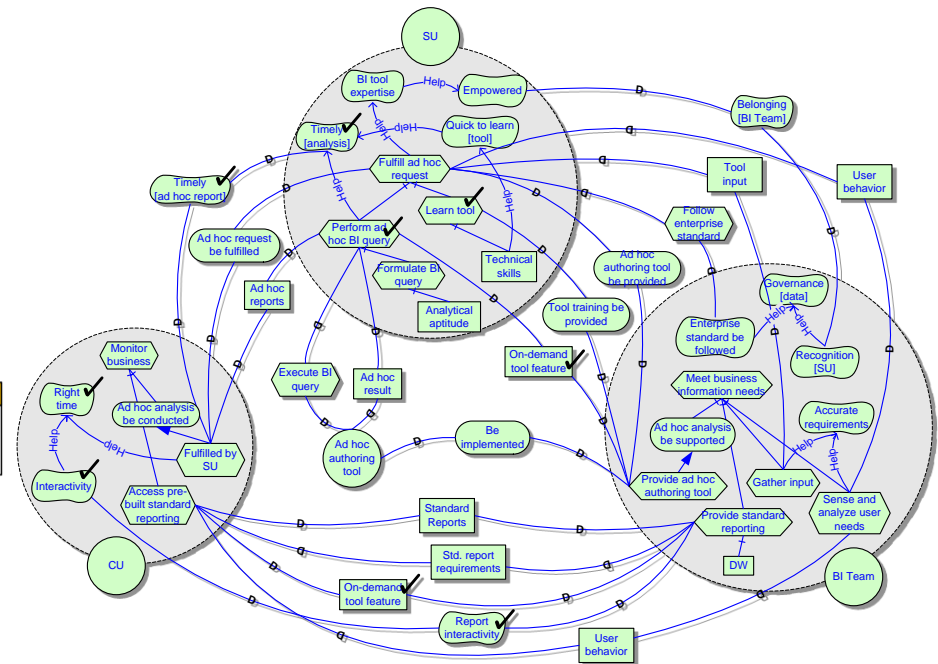 SU
BI tool
expertise
Help
Empowered
D
Belonging
[BI Team]
Timely
[analysis]
Help
Help
Quick to learn
[tool]
D
D
D
Tool
input
User
behavior
Timely
[ad hoc report]
D
Fulfill ad hoc
request
Help
Help
D
D
Learn tool
Follow
enterprise
standard
Ad hoc request
be fulfilled
Perform ad
hoc BI query
D
D
D
D
Technical
skills
Ad hoc
authoring tool
be provided
D
Formulate BI
query
Ad hoc
reports
Governance
[data]
Analytical
aptitude
Tool training be
provided
Help
Help
D
D
D
D
Enterprise
standard be
followed
Monitor
business
D
D
D
D
On-demand
tool feature
D
D
D
Recognition
[SU]
Right
time
Execute BI
query
Ad hoc
result
Meet business
information needs
Ad hoc analysis
be conducted
D
D
Accurate
requirements
Help
Help
Fulfilled by
SU
Ad hoc
authoring
tool
D
Be
implemented
D
Ad hoc analysis
be supported
Help
Help
Interactivity
Access pre-
built standard
reporting
Provide ad hoc
authoring tool
Gather input
Sense and
analyze user
needs
Standard
Reports
D
D
Provide standard
reporting
CU
D
Std. report
requirements
D
DW
BI Team
D
On-demand
tool feature
D
D
Report
interactivity
D
D
User
behavior
D